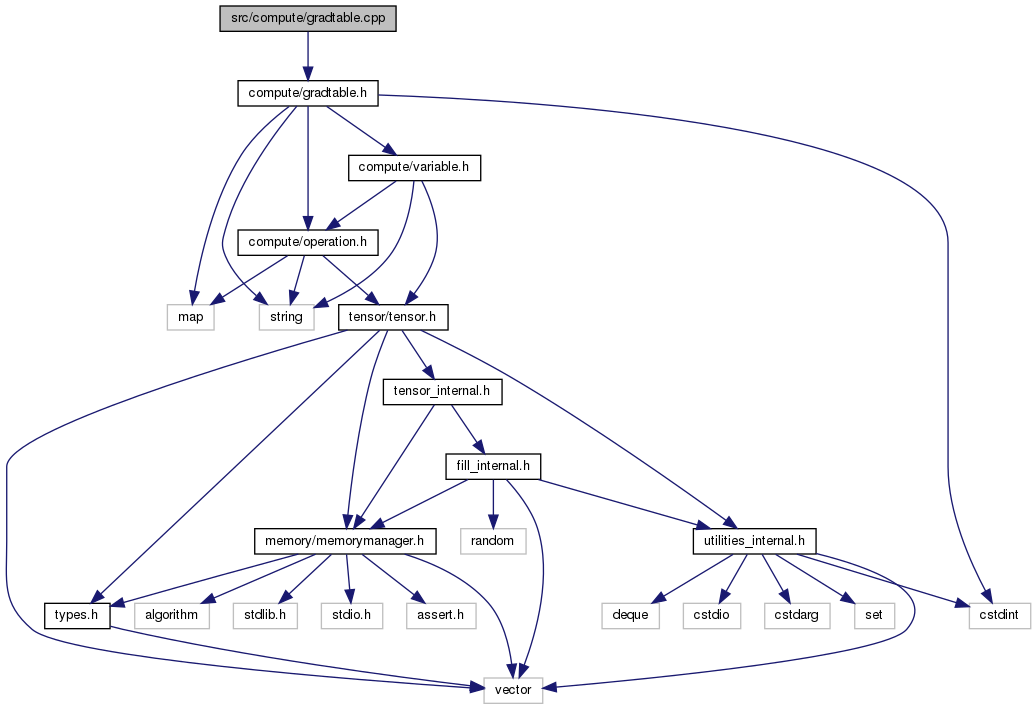 src/compute/gradtable.cpp
compute/gradtable.h
compute/variable.h
compute/operation.h
map
string
tensor/tensor.h
tensor_internal.h
fill_internal.h
memory/memorymanager.h
random
utilities_internal.h
types.h
algorithm
stdlib.h
stdio.h
assert.h
deque
cstdio
cstdarg
set
cstdint
vector